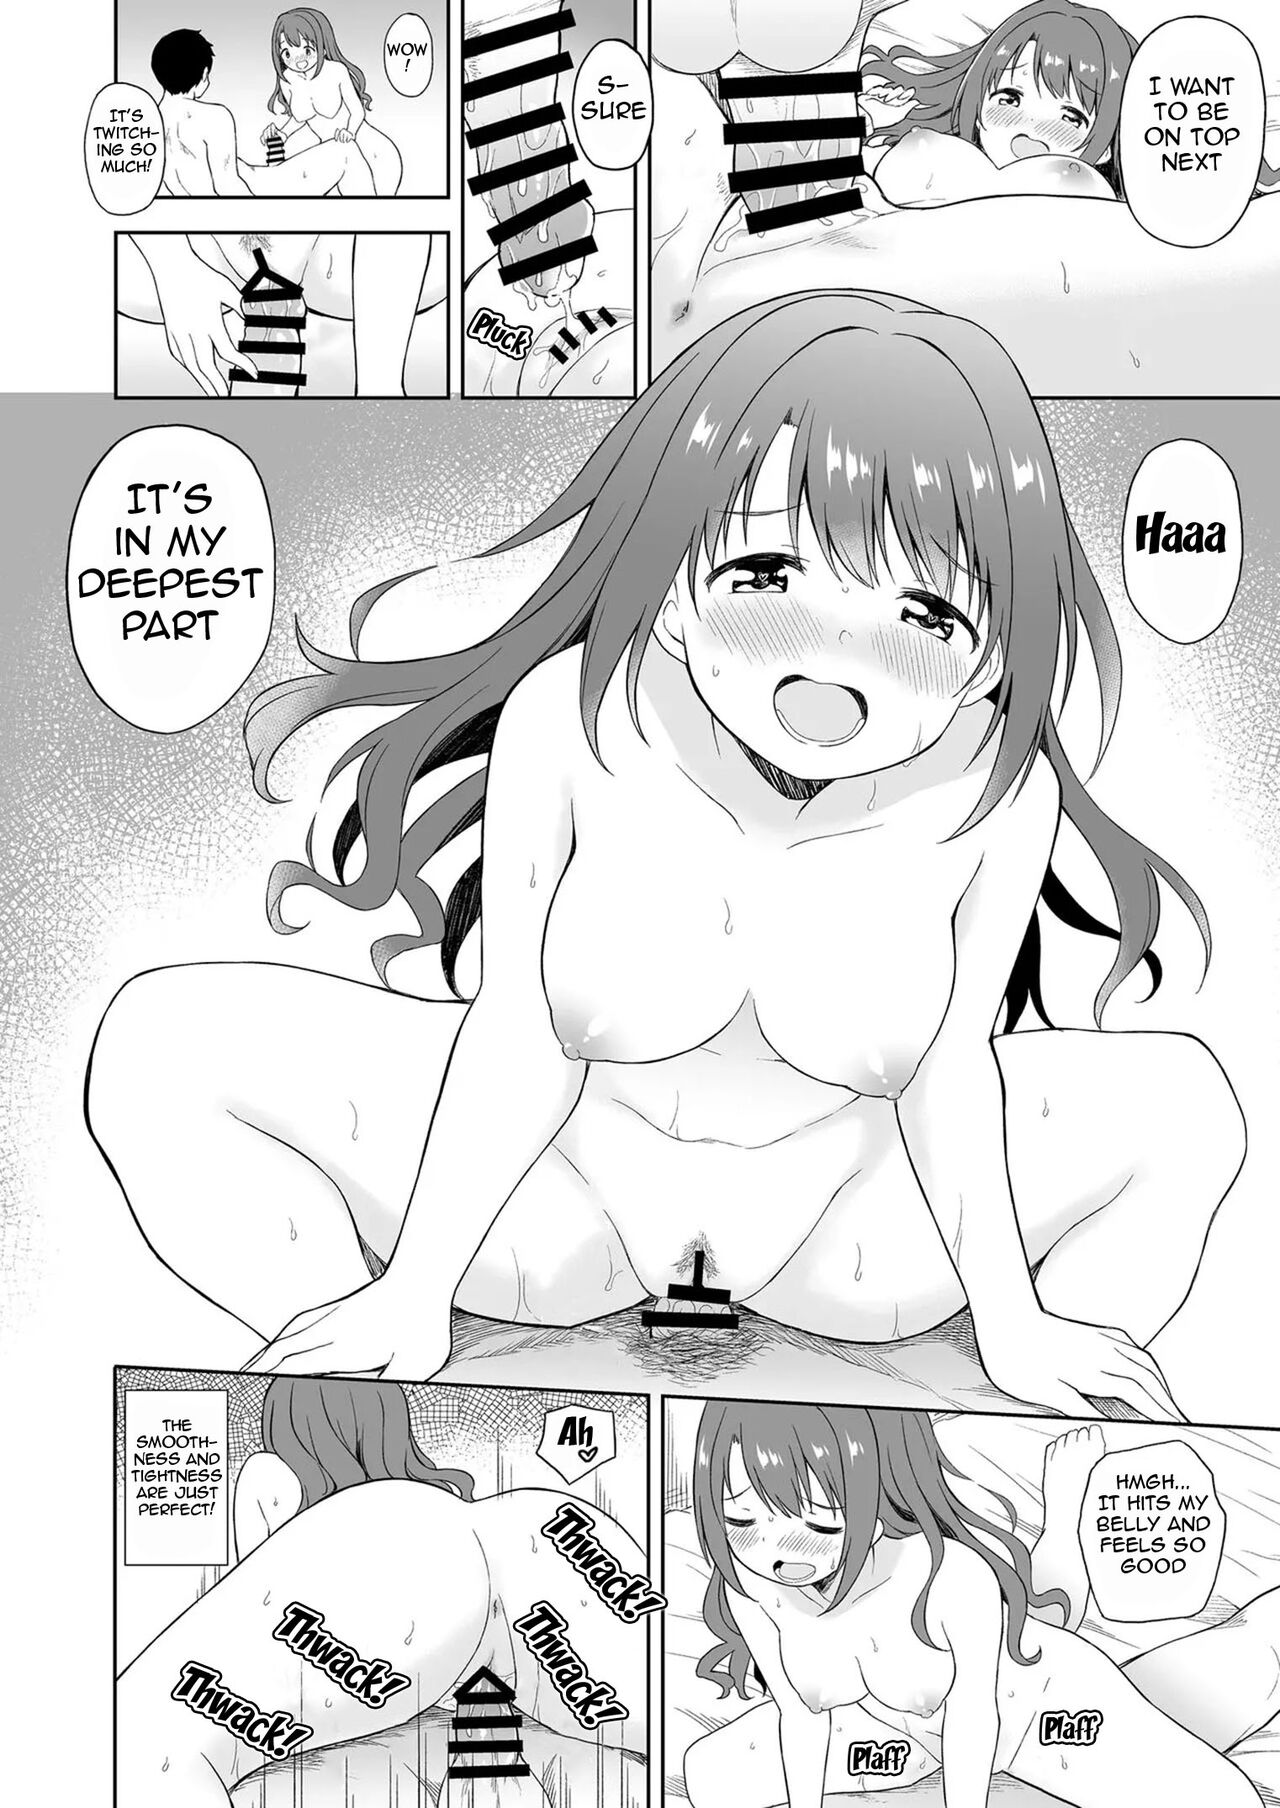 I WANT
TO BE
ON TOP
NEXT
S-
SURE
Pluck
WOW
!
IT'S
TWITCH-
ING SO
MUCH!
Haaa
IT'S
IN MY
DEEPEST
PART
HMGH...
IT HITS MY
BELLY AND
FEELS SO
GOOD
Plaff
Plaff
Ah
THE
SMOOTH-
NESS AND
TIGHTNESS
ARE JUST
PERFECT!
Thwack!
Thwack!
Thwack!
Thwack!